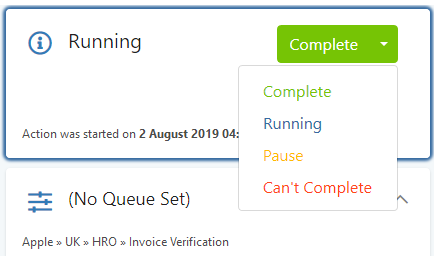 Running
Complete
Complete
Running
Pause
Can't Complete
Action was started on 2 August 2019 04:
(No Queue Set)
Apple » UK » HRO » Invoice Verification